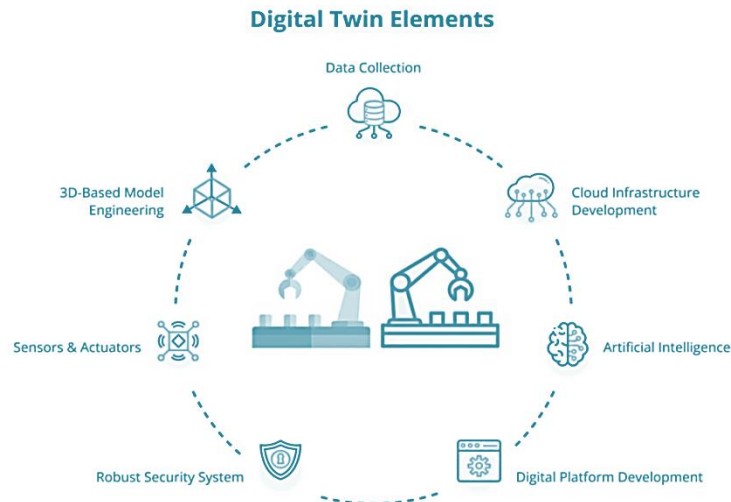 Digital Twin Elements
Data Collection
Cloud Infrastructure
Development
Artificial Intelligence
Digital Platform Development
Robust Security System
Sensors & Actuators
3D-Based Model
Engineering